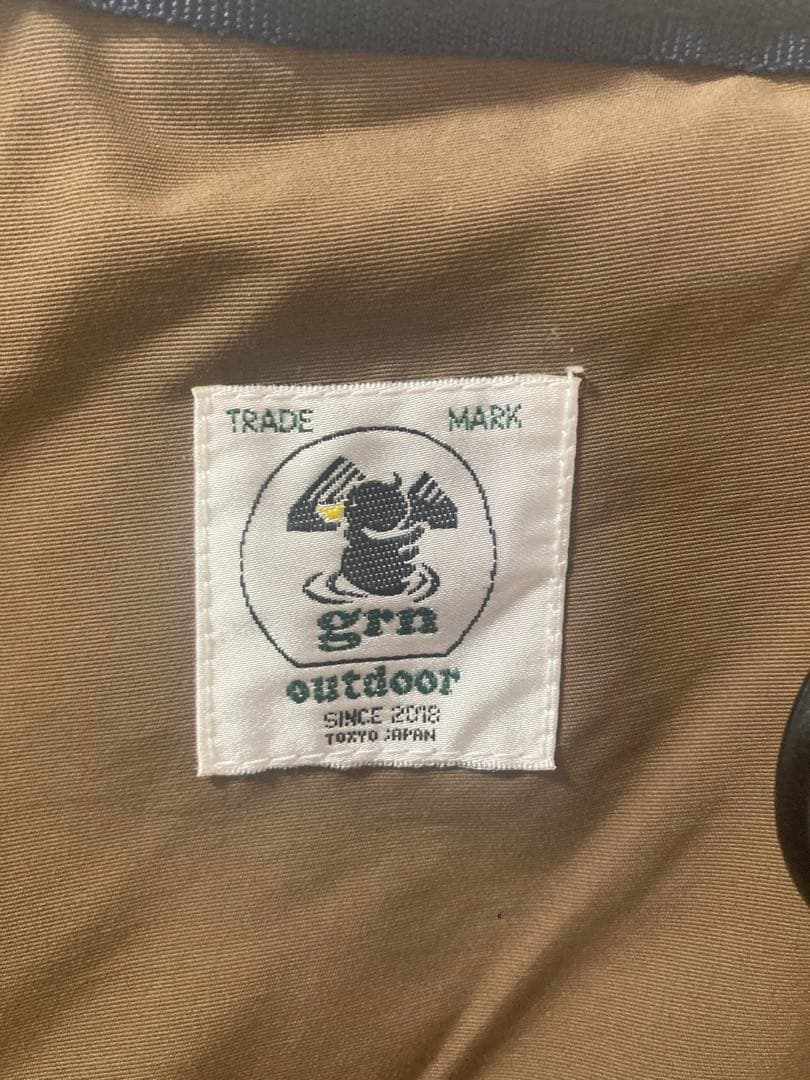 TRADE MARK
grn
outdoor
SINCE 2018
TOKYO JAPAN